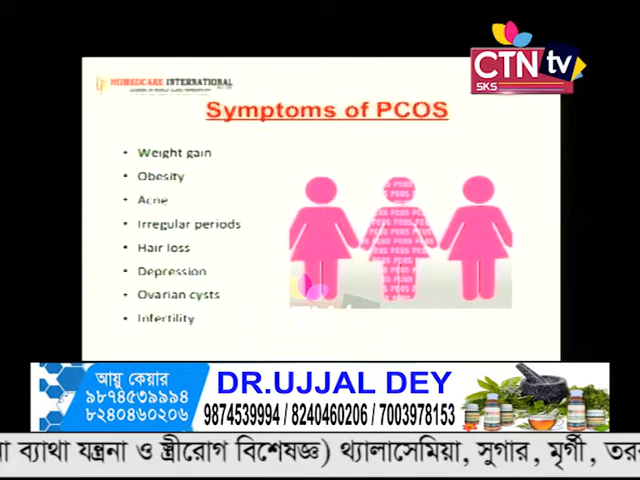 CTN tv
SKS
HOMEOCARE INTERNATIONAL
Symptoms of PCOS
• Weight gain
• Obesity
• Acne
• Irregular periods
• Hair loss
• Depression
• Ovarian cysts
• Infertility
আয়ু কেয়ার
৯৮৭৪৫৩৯৯৯৪
৮২৪০৪৬০২০৬
DR.UJJAL DEY
9874539994 / 8240460206 / 7003978153
ব্যাথা যন্ত্রনা ও স্ত্রীরোগ বিশেষজ্ঞ) থ্যালাসেমিয়া, সুগার, মৃর্গী,